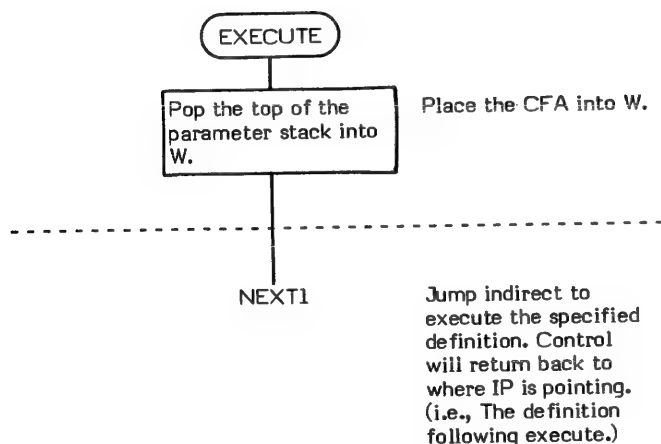 EXECUTE
Pop the top of the
parameter stack into
W.
Place the CFA into W.
NEXT1
Jump indirect to
execute the specified
definition. Control
will return back to
where IP is pointing.
(i.e., The definition
following execute.)